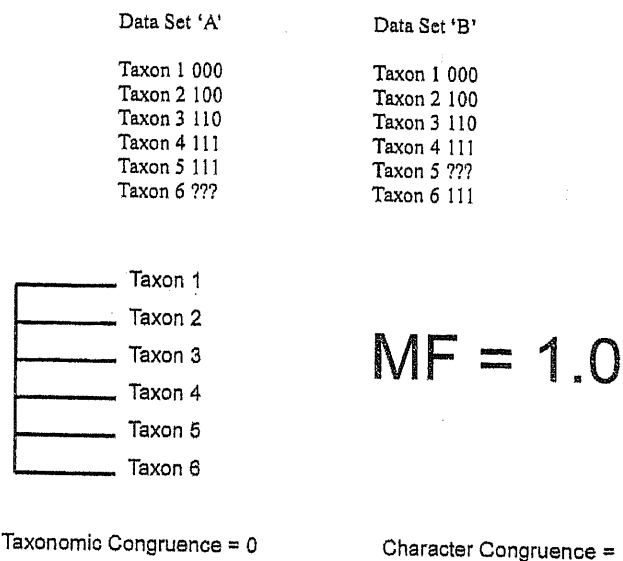 Data Set ‘A’
Taxon 1 000
Taxon 2 100
Taxon 3 110
Taxon 4 111
Taxon 5 111
Taxon 6 ???
Data Set ‘B’
Taxon 1 000
Taxon 2 100
Taxon 3 110
Taxon 4 111
Taxon 5 ???
Taxon 6 111
Taxon 1
Taxon 2
Taxon 3
Taxon 4
Taxon 5
Taxon 6
MF = 1.0
Taxonomic Congruence = 0
Character Congruence =